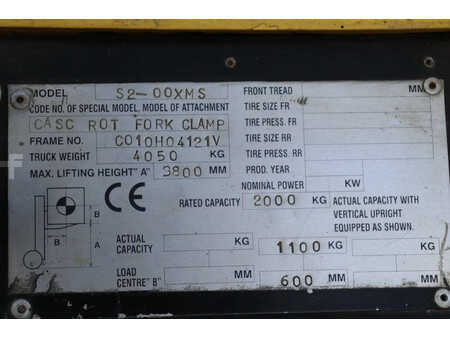 MODEL S2-00XMS FRONT TREAD MM
CODE NO. OF SPECIAL MODEL, MODEL OF ATTACHMENT TIRE SIZE FR
CASC ROT FORK CLAMP TIRE PRESS. FR
FRAME NO. C010H04121V TIRE SIZE RR
TRUCK WEIGHT 4050 KG TIRE PRESS. RR
MAX. LIFTING HEIGHT "A" 3800 MM PROD. YEAR
NOMINAL POWER KW
CE RATED CAPACITY 2000 KG ACTUAL CAPACITY WITH
VERTICAL UPRIGHT
EQUIPPED AS SHOWN.
B
B A
ACTUAL
CAPACITY KG 1100 KG KG
LOAD
CENTRE "B" MM 600 MM MM